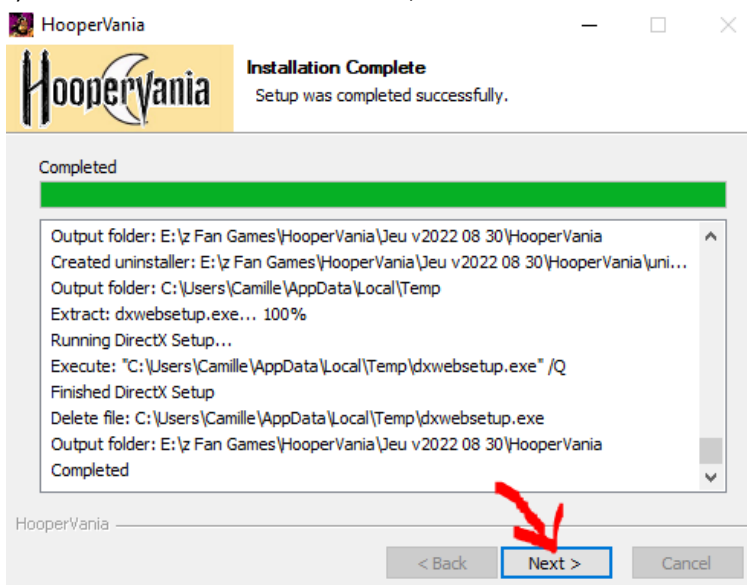 HooperVania
HooperVania
Installation Complete
Setup was completed successfully.
Completed
Output folder: E:\z Fan Games\HooperVania\Jeu v2022 08 30\HooperVania
Created uninstaller: E:\z Fan Games\HooperVania\Jeu v2022 08 30\HooperVania\uni...
Output folder: C:\Users\Camille\AppData\Local\Temp
Extract: dxwebsetup.exe... 100%
Running DirectX Setup...
Execute: "C:\Users\Camille\AppData\Local\Temp\dxwebsetup.exe" /Q
Finished DirectX Setup
Delete file: C:\Users\Camille\AppData\Local\Temp\dxwebsetup.exe
Output folder: E:\z Fan Games\HooperVania\Jeu v2022 08 30\HooperVania
Completed
HooperVania
< Back Next > Cancel